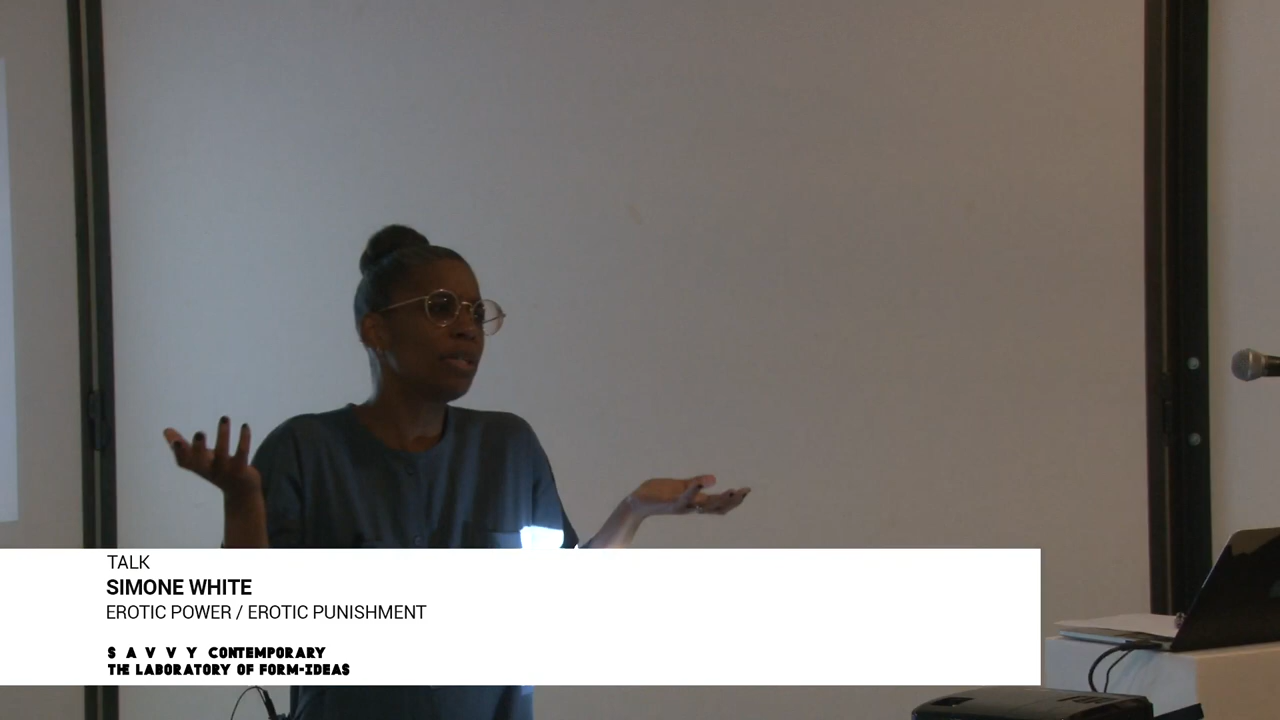 TALK
SIMONE WHITE
EROTIC POWER / EROTIC PUNISHMENT
S A V V Y CONTEMPORARY
THE LABORATORY OF FORM-IDEAS